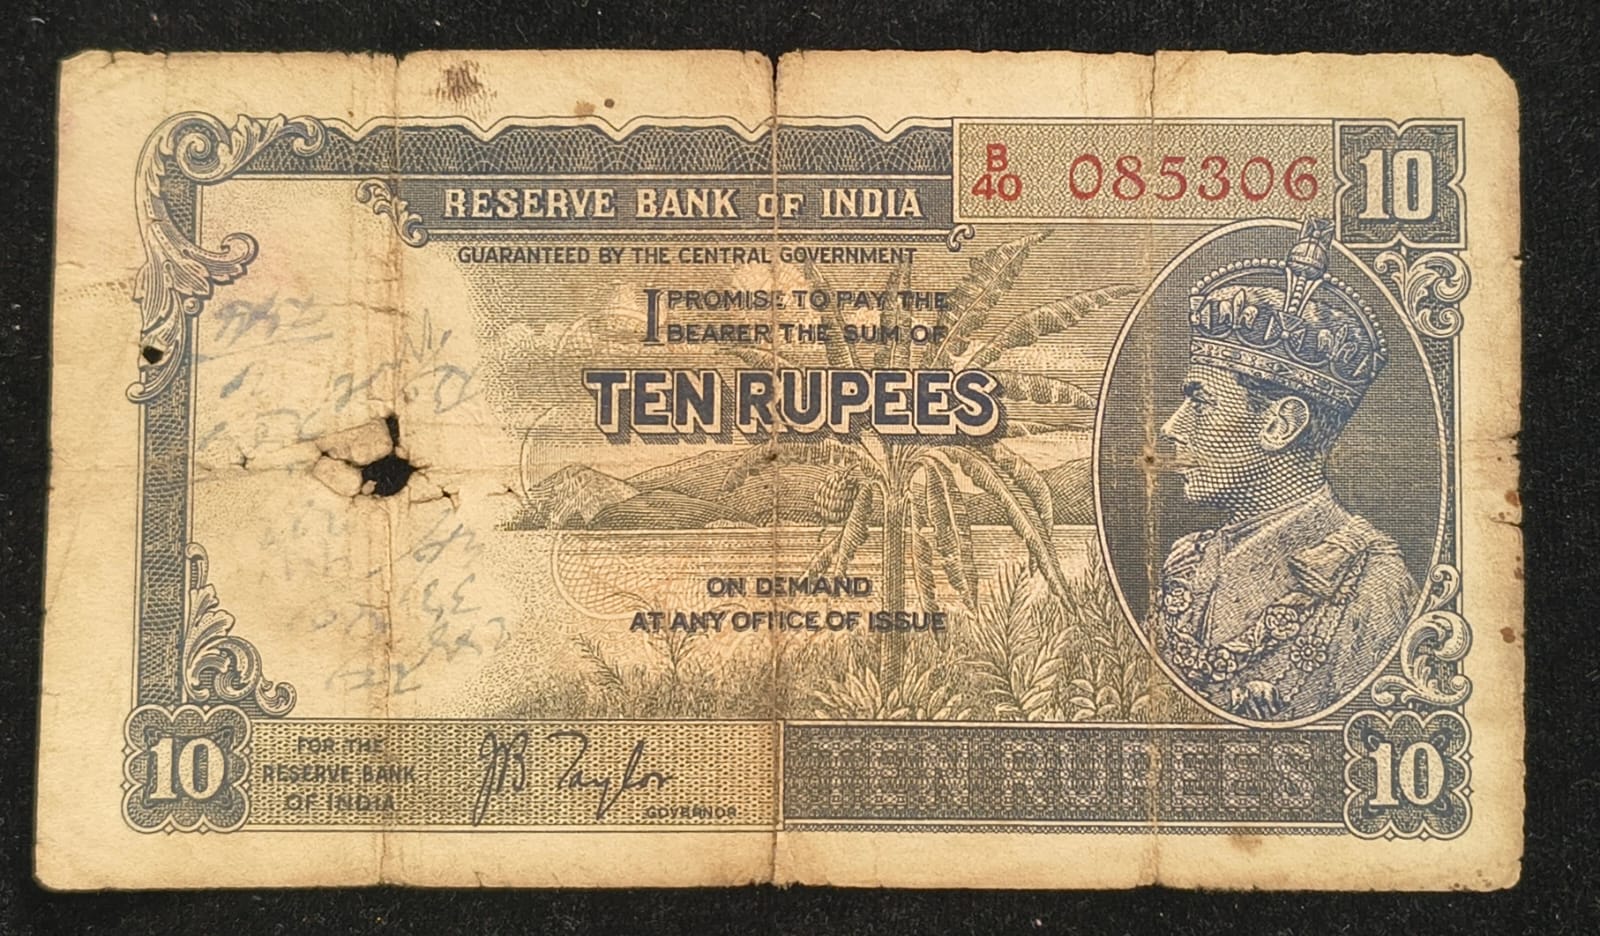 B
40 085306 10
RESERVE BANK OF INDIA
GUARANTEED BY THE CENTRAL GOVERNMENT
I PROMISE TO PAY THE
BEARER THE SUM OF
TEN RUPEES
ON DEMAND
AT ANY OFFICE OF ISSUE
10 FOR THE
RESERVE BANK
OF INDIA
JB Taylor
GOVERNOR
TEN RUPEES 10